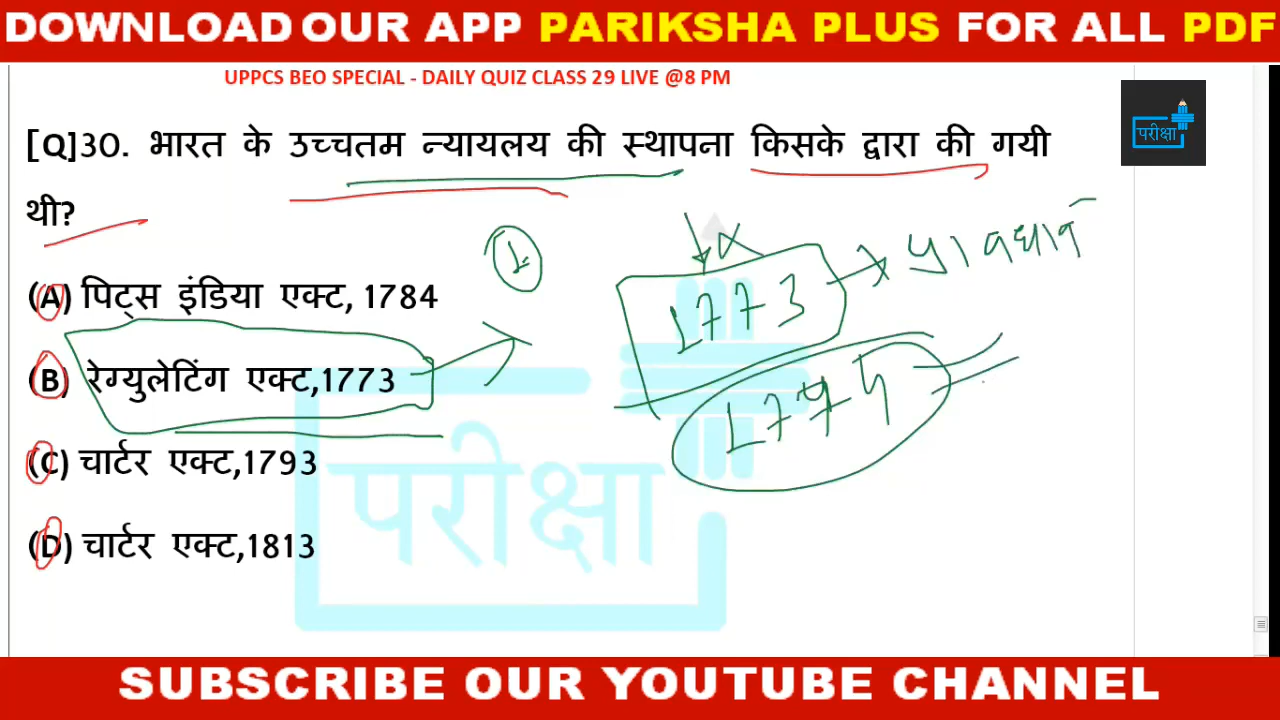 DOWNLOAD OUR APP PARIKSHA PLUS FOR ALL PDF
UPPCS BEO SPECIAL - DAILY QUIZ CLASS 29 LIVE @8 PM
परीक्षा
[Q]30. भारत के उच्चतम न्यायलय की स्थापना किसके द्वारा की गयी
थी?
(A) पिट्स इंडिया एक्ट, 1784
1773
(B) रेग्युलेटिंग एक्ट,1773
(C) चार्टर एक्ट,1793
(D) चार्टर एक्ट,1813
परीक्षा
SUBSCRIBE OUR YOUTUBE CHANNEL